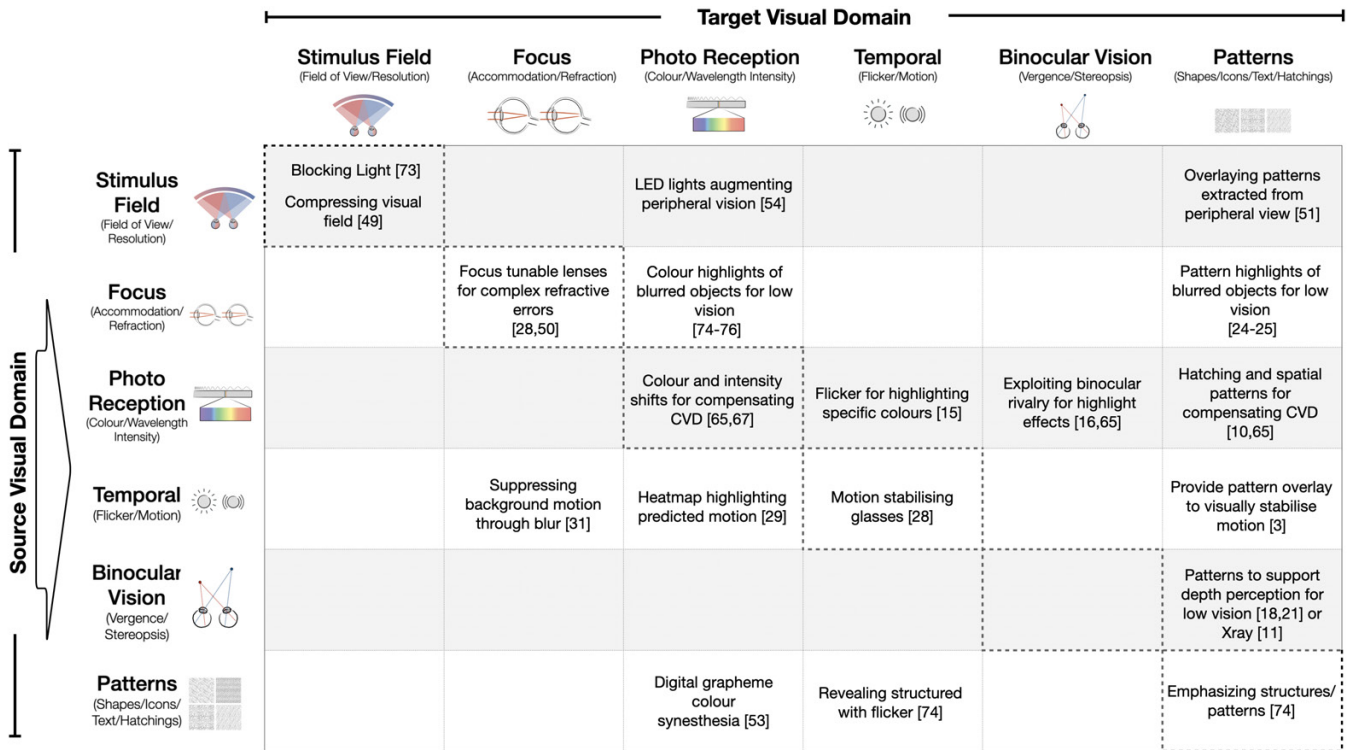 Target Visual Domain
Stimulus Field
(Field of View/Resolution)
Focus
(Accommodation/Refraction)
Photo Reception
(Colour/Wavelength Intensity)
Temporal
(Flicker/Motion)
Binocular Vision
(Vergence/Stereopsis)
Patterns
(Shapes/Icons/Text/Hatchings)
Source Visual Domain
Stimulus
Field
(Field of View/
Resolution)
Blocking Light [73]
Compressing visual
field [49]
LED lights augmenting
peripheral vision [54]
Overlaying patterns
extracted from
peripheral view [51]
Focus
(Accommodation/
Refraction)
Focus tunable lenses
for complex refractive
errors
[28,50]
Colour highlights of
blurred objects for low
vision
[74-76]
Pattern highlights of
blurred objects for low
vision
[24-25]
Photo
Reception
(Colour/Wavelength
Intensity)
Colour and intensity
shifts for compensating
CVD [65,67]
Flicker for highlighting
specific colours [15]
Exploiting binocular
rivalry for highlight
effects [16,65]
Hatching and spatial
patterns for
compensating CVD
[10,65]
Temporal
(Flicker/Motion)
Suppressing
background motion
through blur [31]
Heatmap highlighting
predicted motion [29]
Motion stabilising
glasses [28]
Provide pattern overlay
to visually stabilise
motion [3]
Binocular
Vision
(Vergence/
Stereopsis)
Patterns to support
depth perception for
low vision [18,21] or
Xray [11]
Patterns
(Shapes/Icons/
Text/Hatchings)
Digital grapheme
colour
synesthesia [53]
Revealing structured
with flicker [74]
Emphasizing structures/
patterns [74]